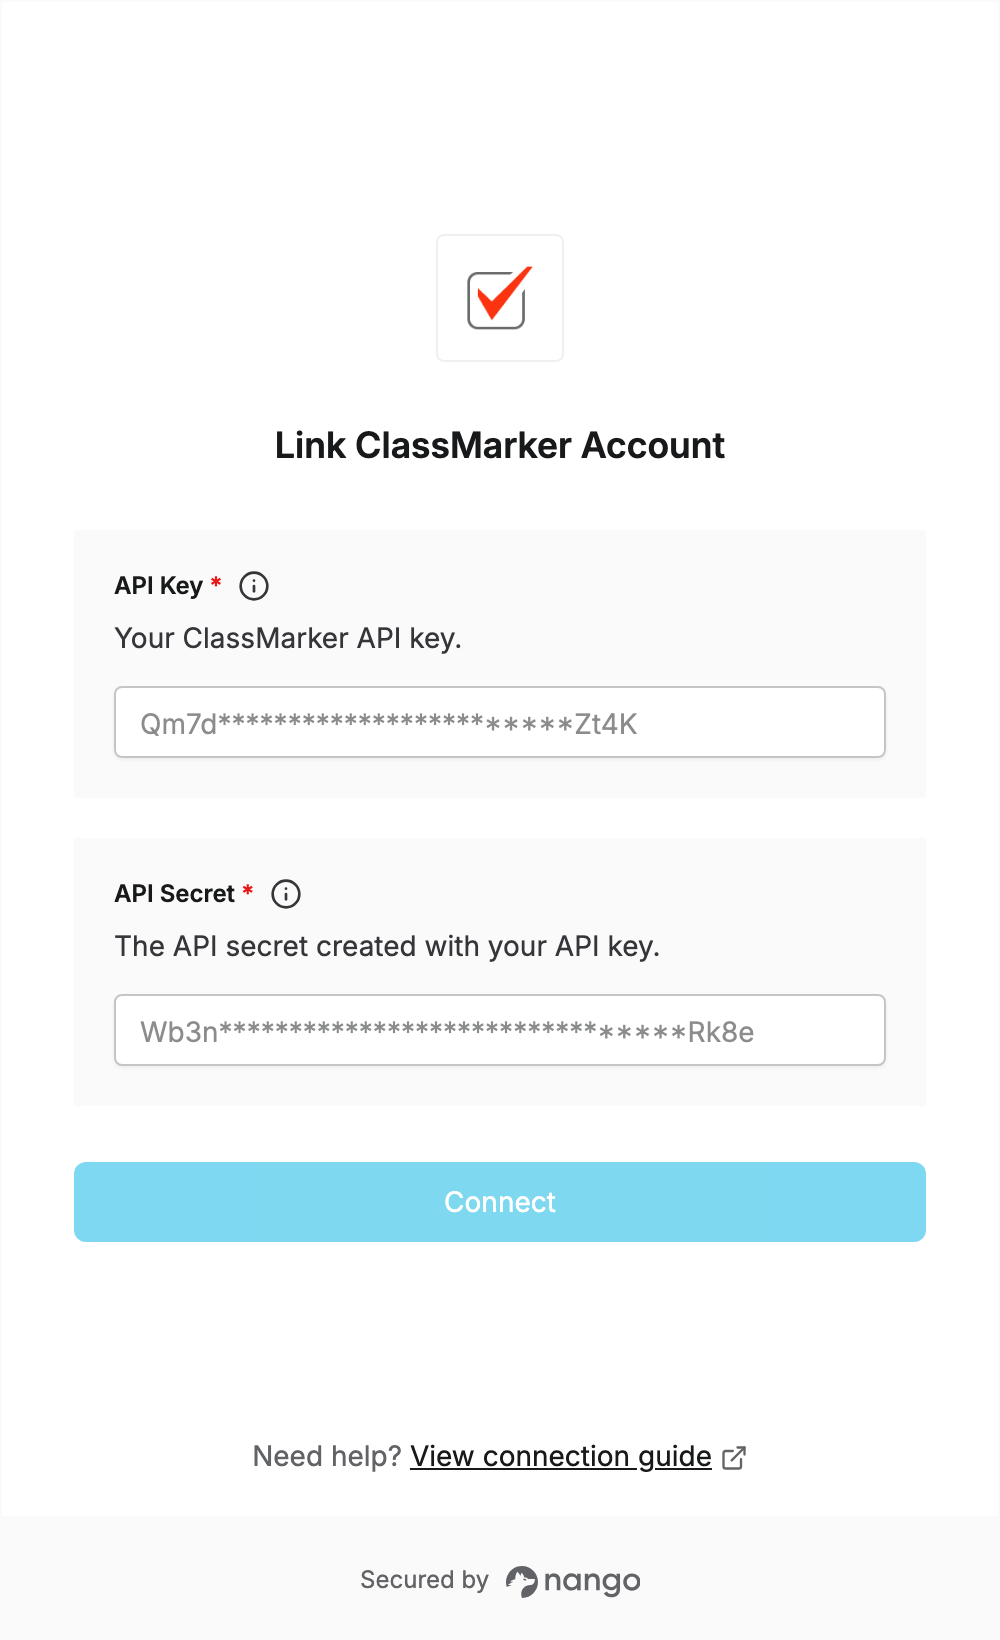 Link ClassMarker Account
API Key *
Your ClassMarker API key.
Qm7d*************************Zt4K
API Secret *
The API secret created with your API key.
Wb3n********************************Rk8e
Connect
Need help? View connection guide
Secured by nango